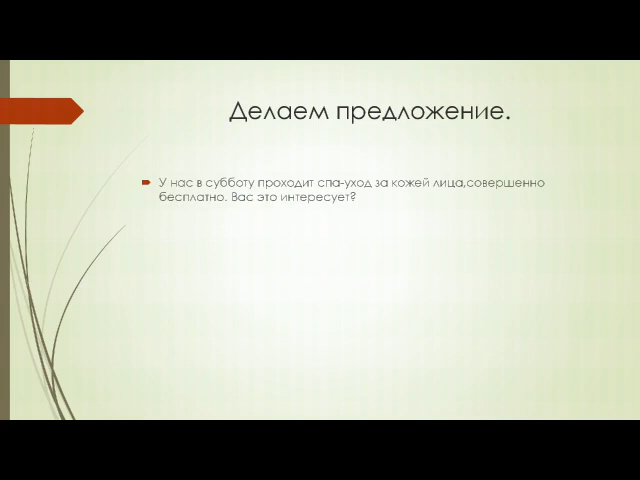 Делаем предложение.
У нас в субботу проходит спа-уход за кожей лица,совершенно
бесплатно. Вас это интересует?